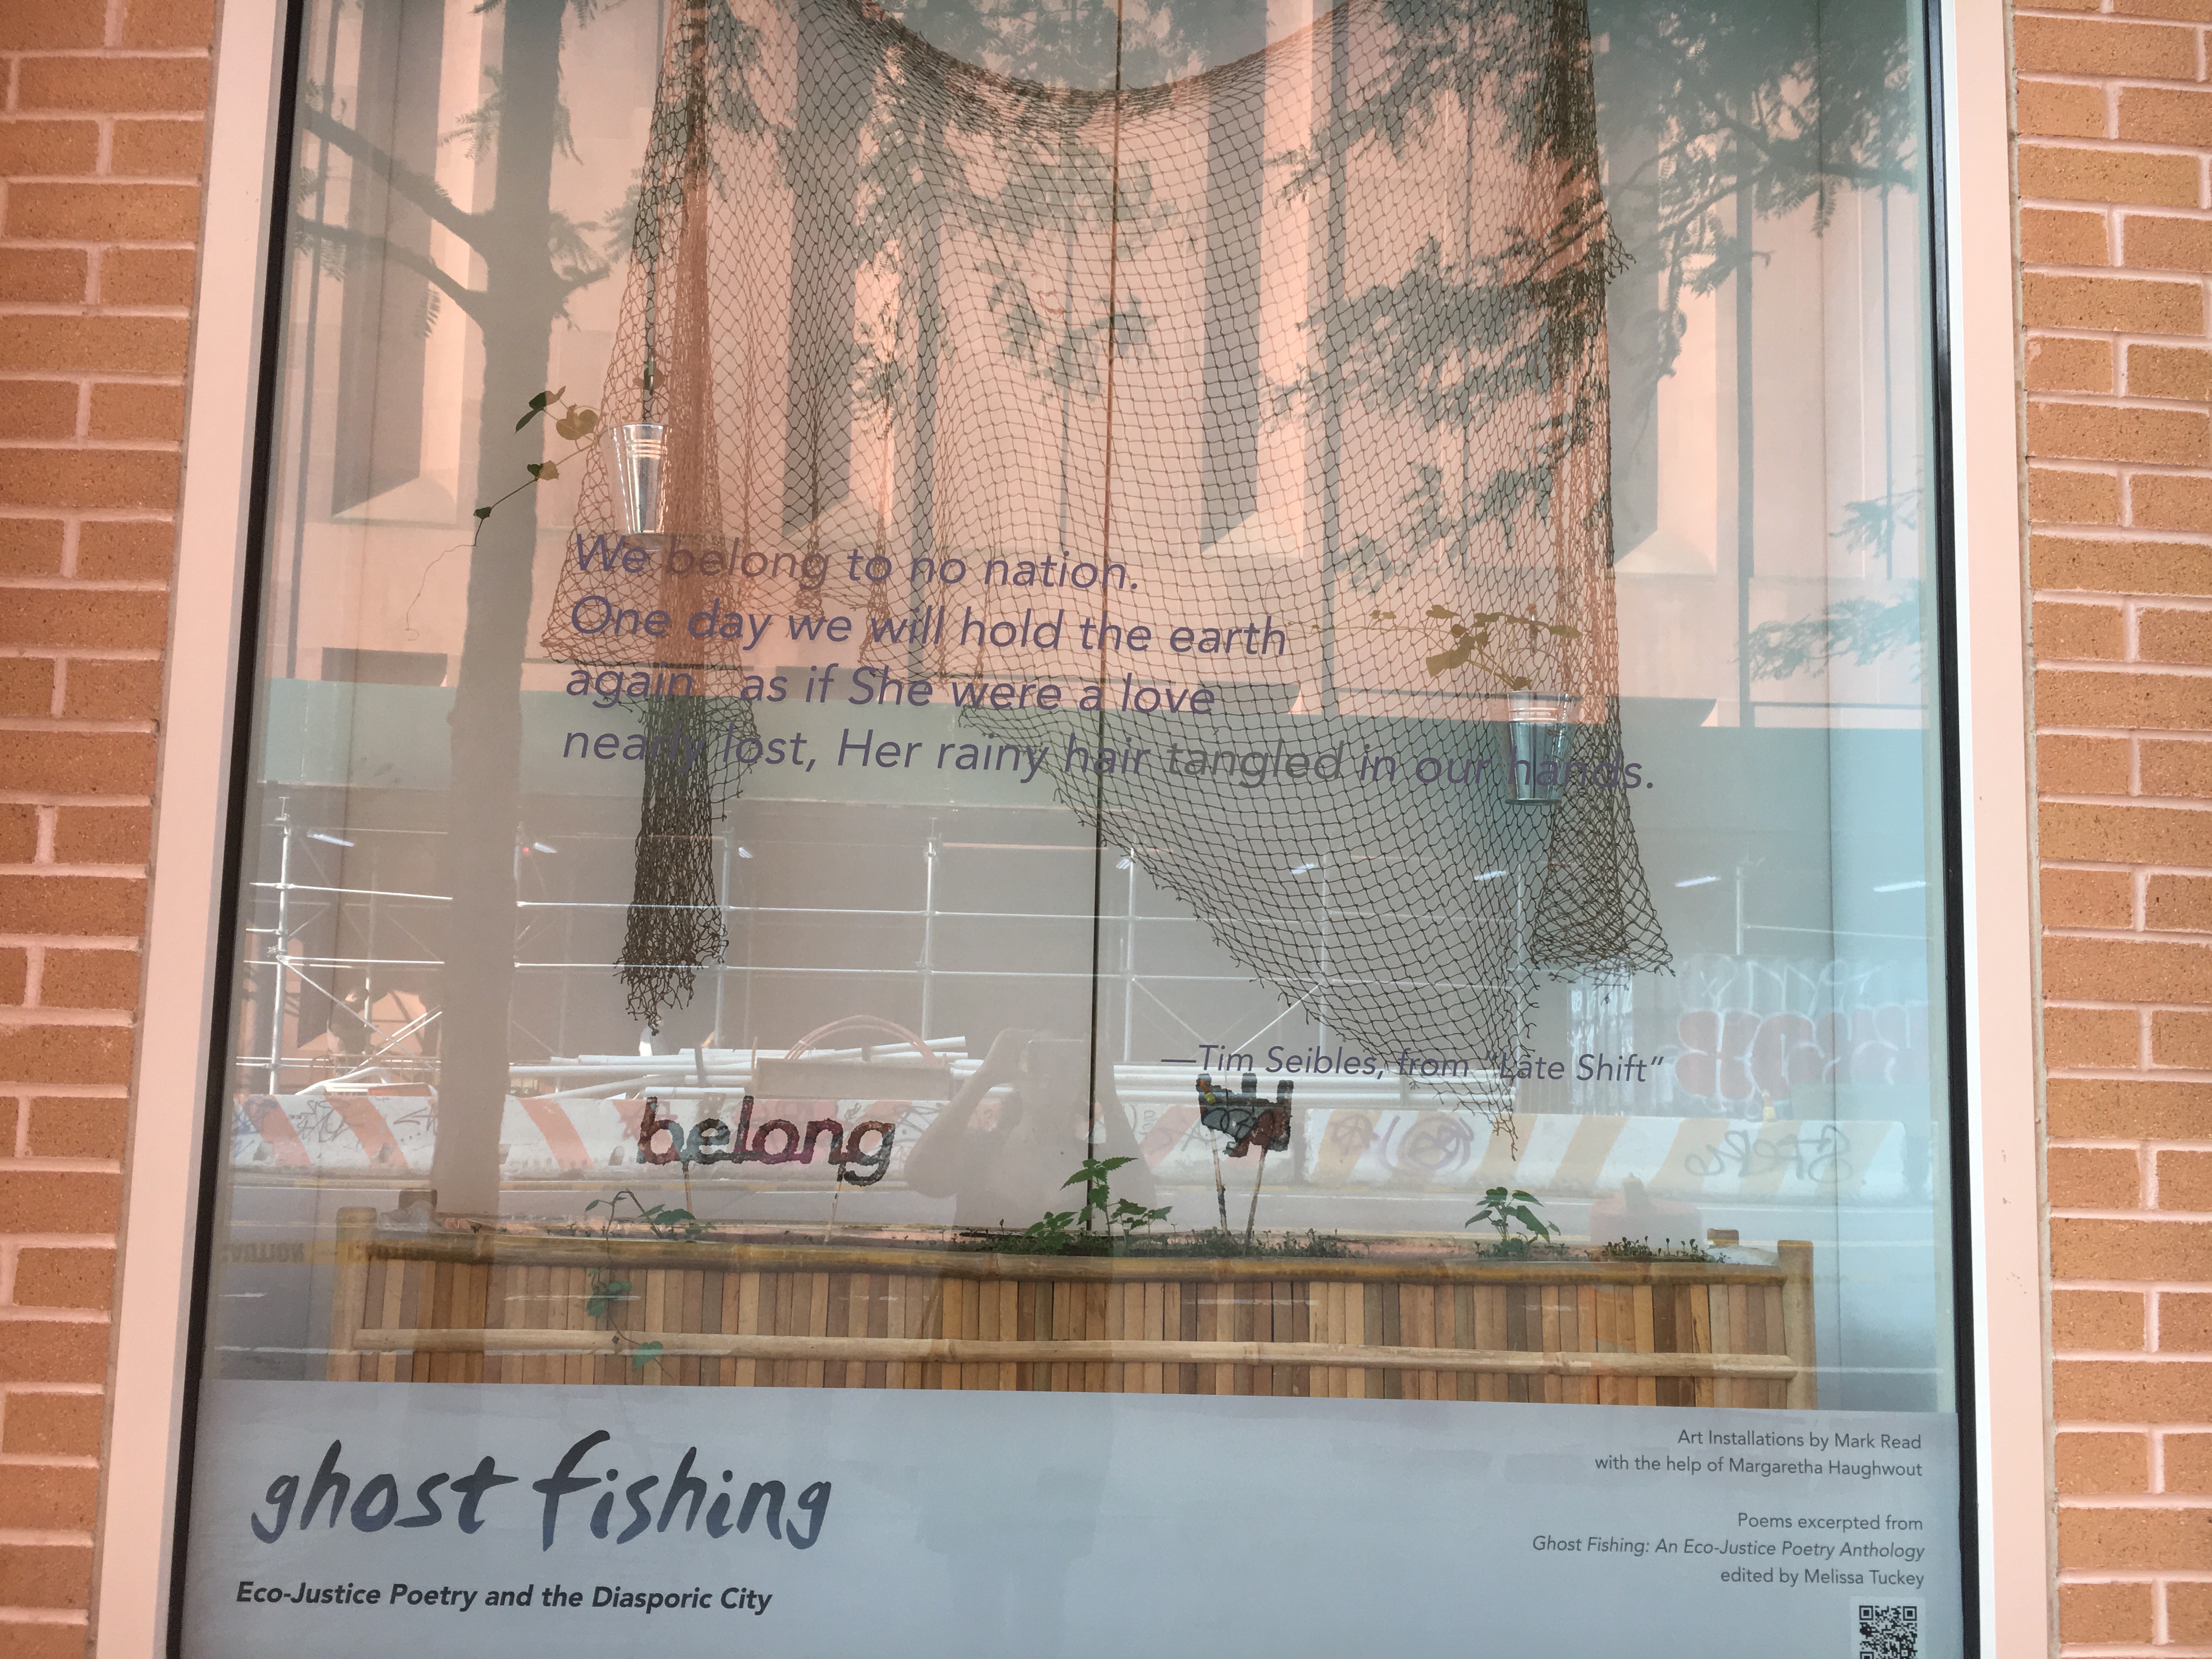 We belong to no nation.
One day we will hold the earth
again as if She were a love
nearly lost, Her rainy hair tangled in our hands.
—Tim Seibles, from "Late Shift"
belong
ghost fishing
Eco-Justice Poetry and the Diasporic City
Art Installations by Mark Read
with the help of Margaretha Haughwout
Poems excerpted from
Ghost Fishing: An Eco-Justice Poetry Anthology
edited by Melissa Tuckey